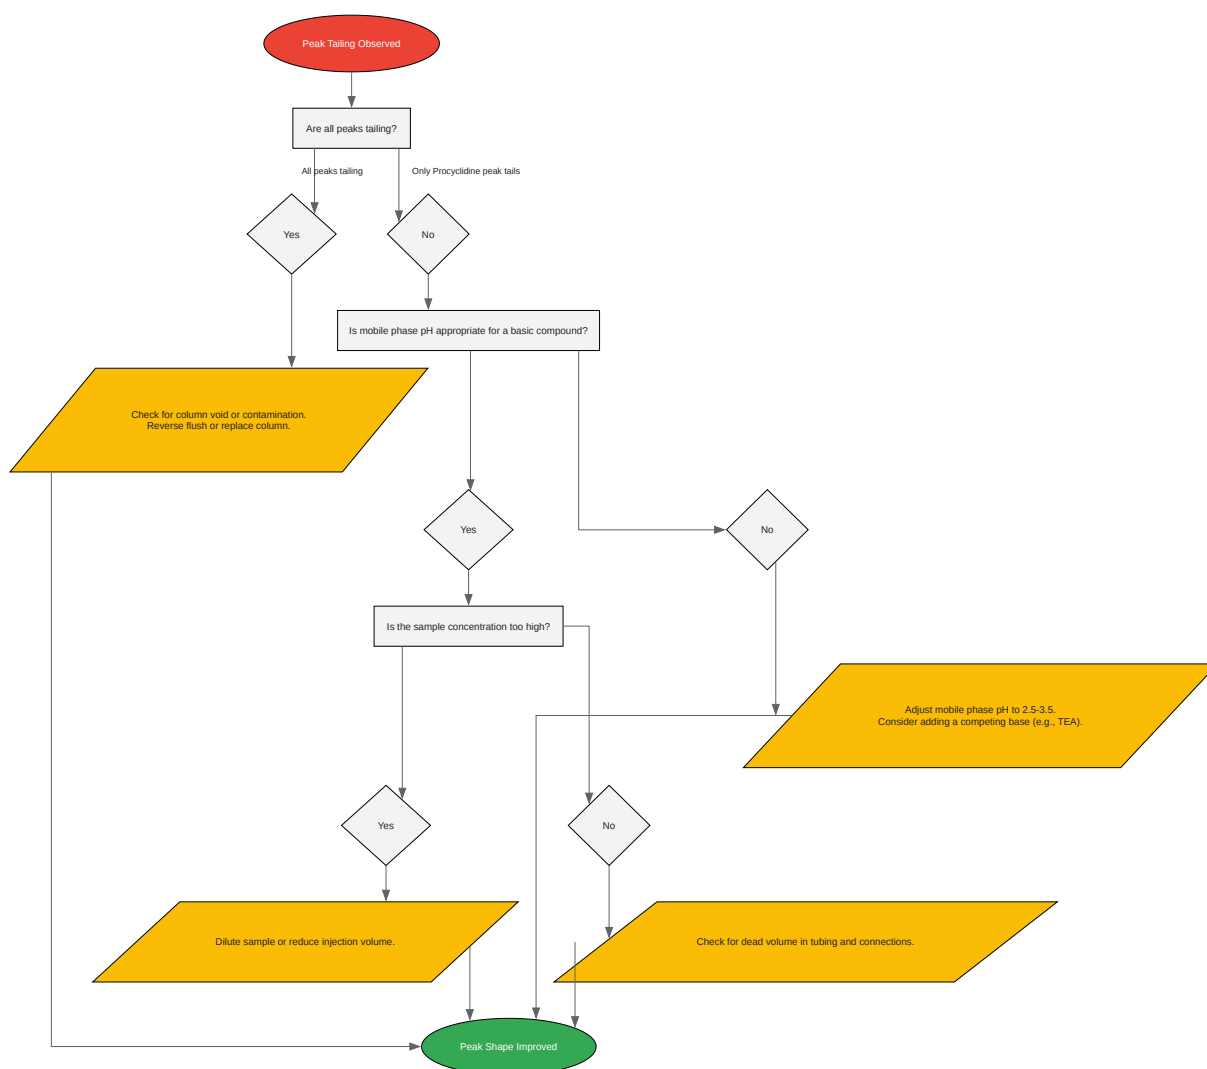 Peak Tailing Observed
Are all peaks tailing?
All peaks tailing
Only Procyclidine peak tails
Yes
No
Is mobile phase pH appropriate for a basic compound?
Check for column void or contamination.
Reverse flush or replace column.
Yes
No
Is the sample concentration too high?
Adjust mobile phase pH to 2.5-3.5.
Consider adding a competing base (e.g., TEA).
Yes
No
Dilute sample or reduce injection volume.
Check for dead volume in tubing and connections.
Peak Shape Improved